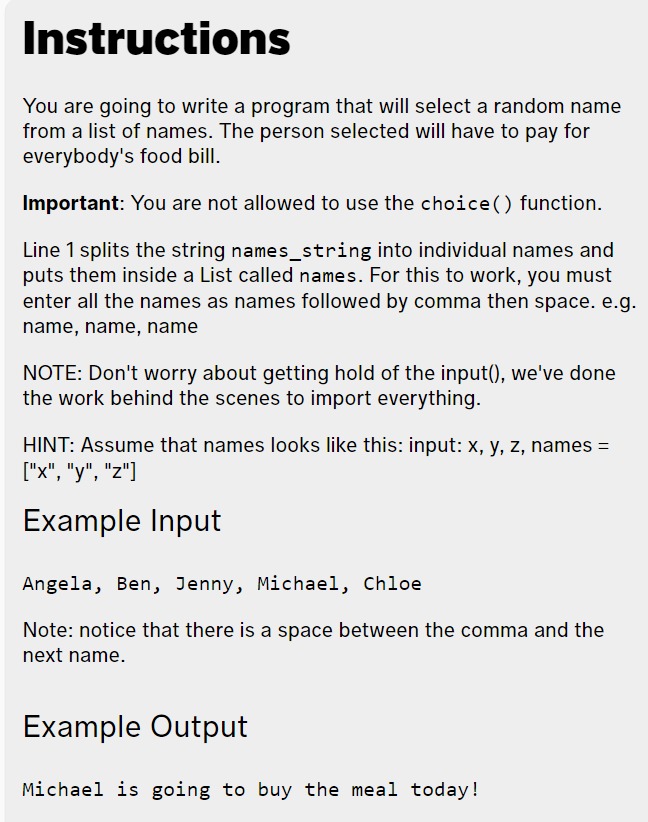 Instructions
You are going to write a program that will select a random name
from a list of names. The person selected will have to pay for
everybody's food bill.
Important: You are not allowed to use the choice() function.
Line 1 splits the string names_string into individual names and
puts them inside a List called names. For this to work, you must
enter all the names as names followed by comma then space. e.g.
name, name, name
NOTE: Don't worry about getting hold of the input(), we've done
the work behind the scenes to import everything.
HINT: Assume that names looks like this: input: x, y, z, names =
["x", "y", "z"]
Example Input
Angela, Ben, Jenny, Michael, Chloe
Note: notice that there is a space between the comma and the
next name.
Example Output
Michael is going to buy the meal today!